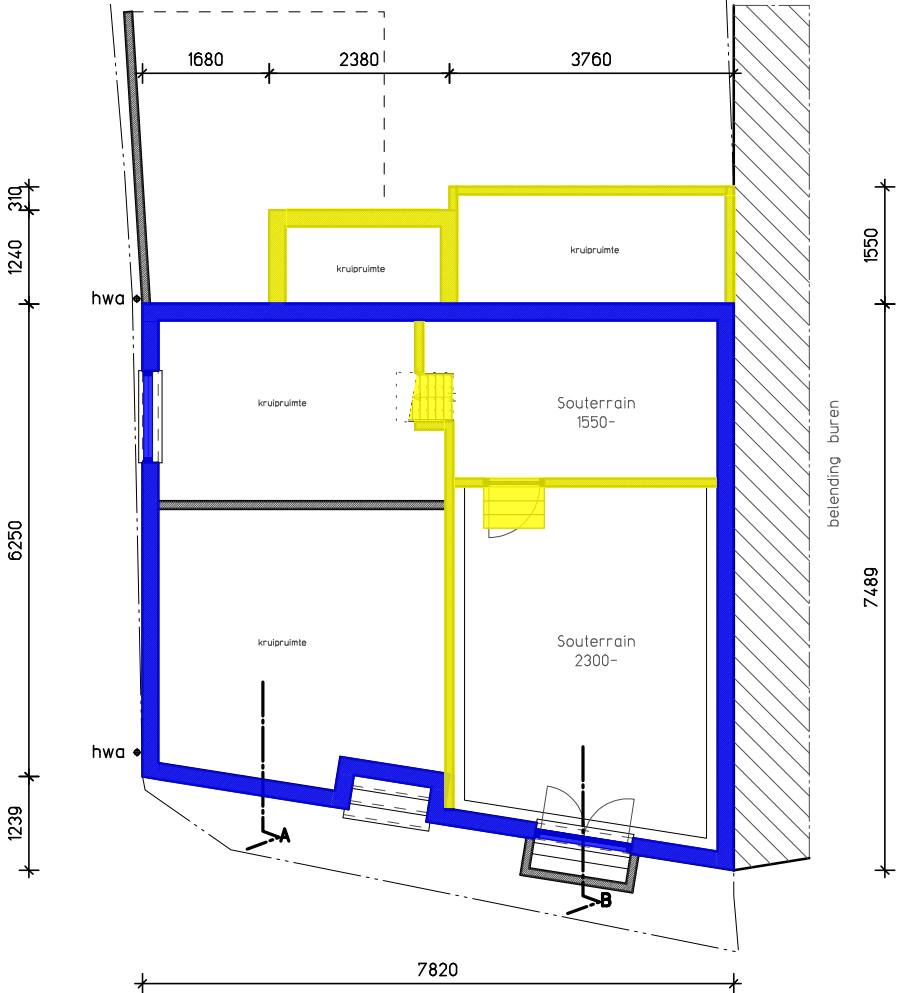 1680
2380
3760
310
1240
1550
kruipruimte
kruipruimte
hwa
kruipruimte
Souterrain
1550-
belending buren
6250
7489
kruipruimte
Souterrain
2300-
hwa
1239
A
B
7820